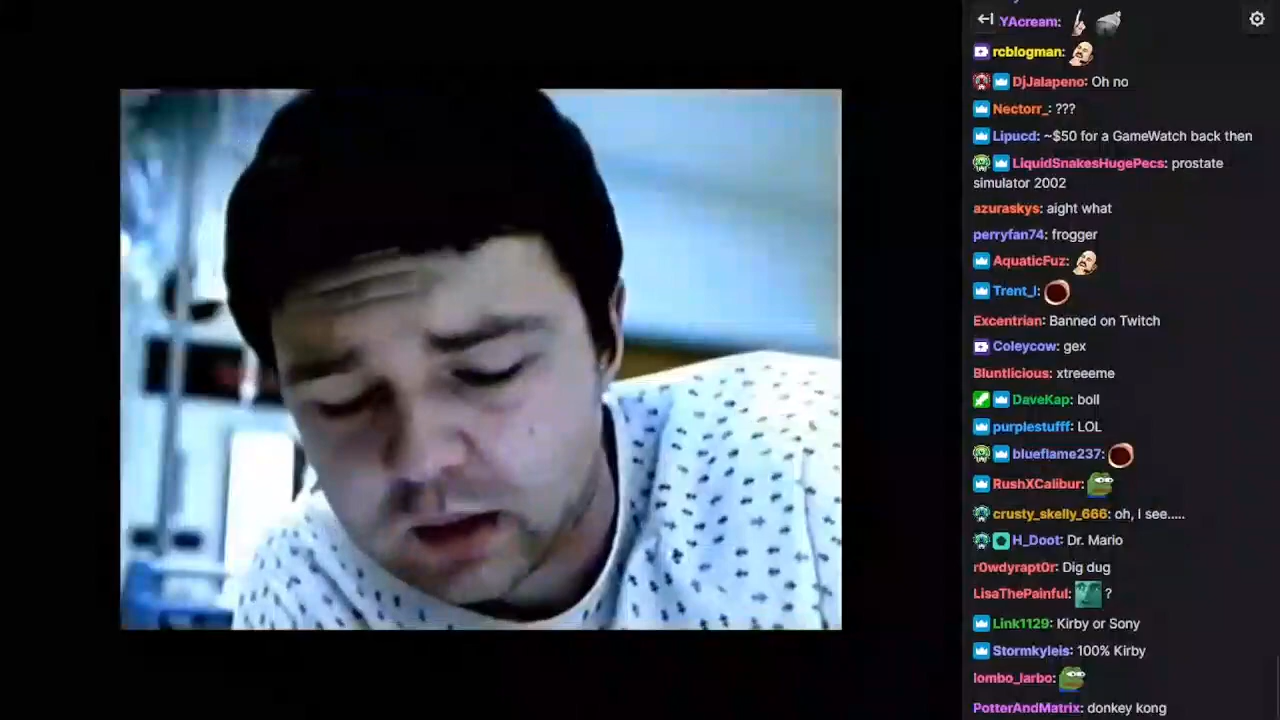 YAcream:
rcblogman:
DjJalapeno: Oh no
Nectorr_: ???
Lipucd: ~$50 for a GameWatch back then
LiquidSnakesHugePecs: prostate
simulator 2002
azuraskys: aight what
perryfan74: frogger
AquaticFuz:
Trent_I:
Excentrian: Banned on Twitch
Coleycow: gex
Bluntlicious: xtreeeme
DaveKap: boll
purplestufff: LOL
blueflame237:
RushXCalibur:
crusty_skelly_666: oh, I see.....
H_Doot: Dr. Mario
r0wdyrapt0r: Dig dug
LisaThePainful: ?
Link1129: Kirby or Sony
Stormkyleis: 100% Kirby
lombo_larbo:
PotterAndMatrix: donkey kong